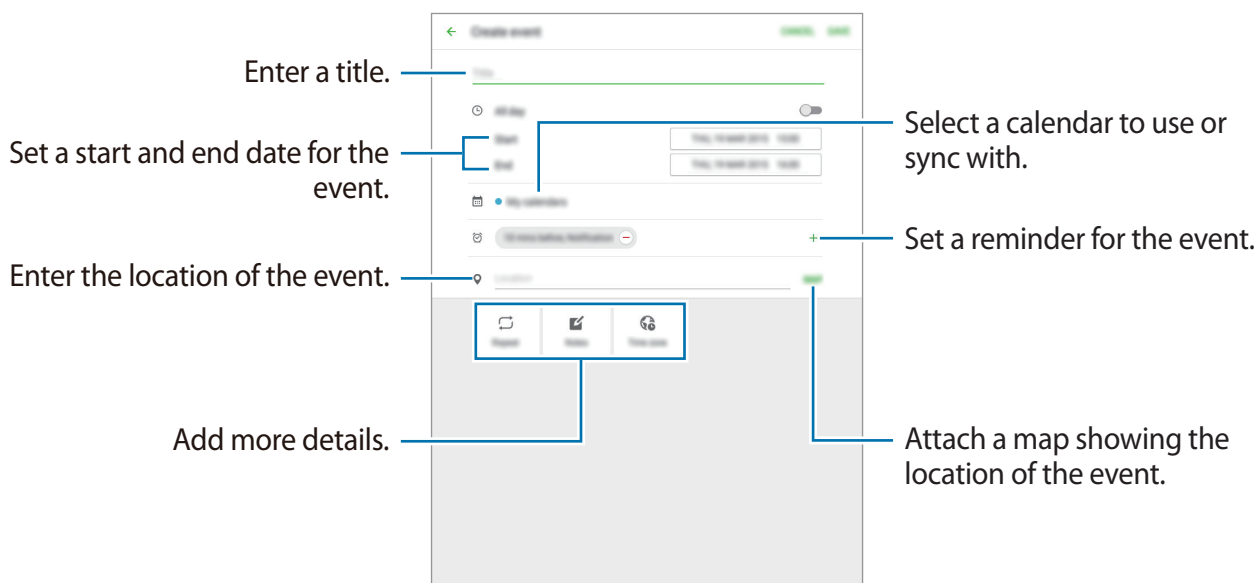 Create event
CANCEL SAVE
Enter a title.
Title
All day
Set a start and end date for the
event.
Start
End
Select a calendar to use or
sync with.
My calendars
Set a reminder for the event.
Enter the location of the event.
Location
MAP
Repeat
Notes
Time zone
Add more details.
Attach a map showing the
location of the event.